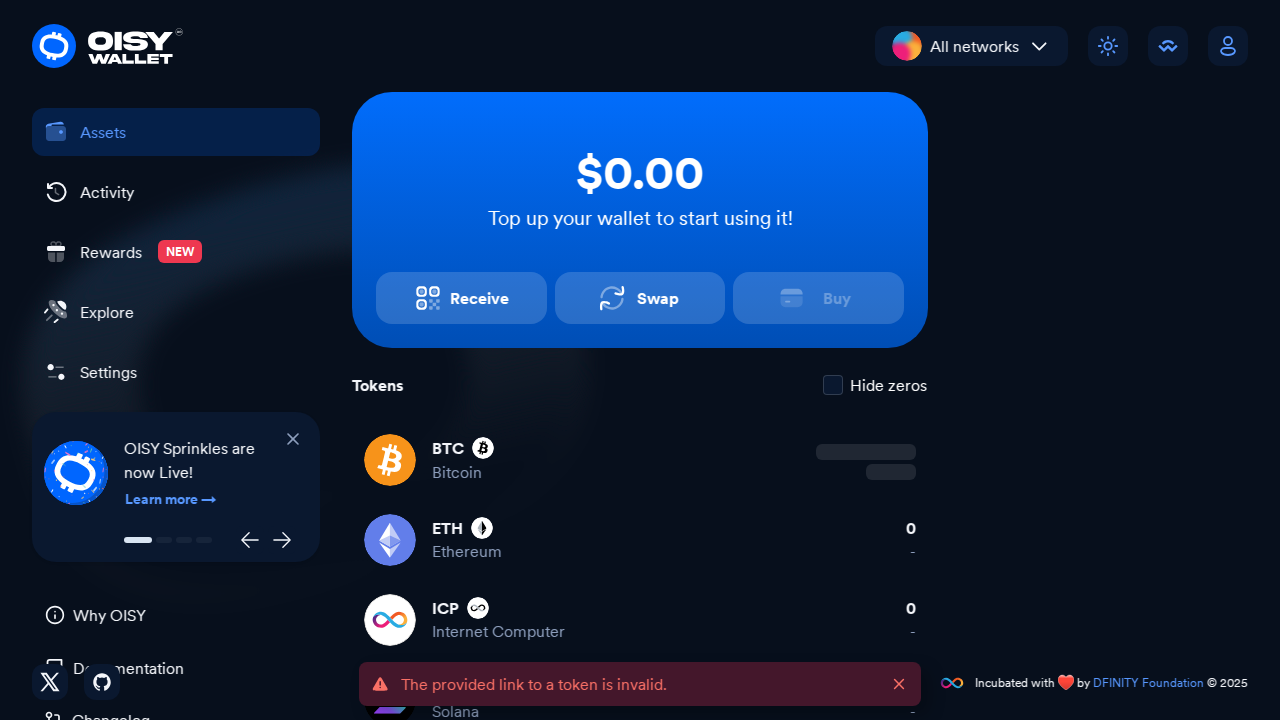 OISY
WALLET
All networks
Assets
Activity
Rewards NEW
Explore
Settings
OISY Sprinkles are
now Live!
Learn more →
Why OISY
Documentation
Changelog
$0.00
Top up your wallet to start using it!
Receive
Swap
Buy
Tokens
Hide zeros
BTC
Bitcoin
ETH
0
Ethereum
-
ICP
0
Internet Computer
-
The provided link to a token is invalid.
Solana
-
Incubated with ❤️ by DFINITY Foundation © 2025